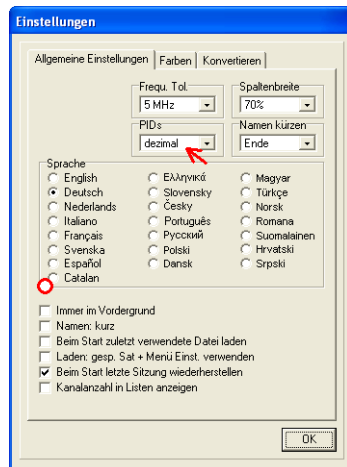 Einstellungen
Allgemeine Einstellungen Farben Konvertieren
Frequ. Tol. Spaltenbreite
5 MHz 70%
PIDs Namen kürzen
dezimal Ende
Sprache
English Ελληνικά Magyar
Deutsch Slovensky Türkçe
Nederlands Česky Norsk
Italiano Português Romana
Français Русский Suomalainen
Svenska Polski Hrvatski
Español Dansk Srpski
Catalan
Immer im Vordergrund
Namen: kurz
Beim Start zuletzt verwendete Datei laden
Laden: gesp. Sat + Menü Einst. verwenden
Beim Start letzte Sitzung wiederherstellen
Kanalanzahl in Listen anzeigen
OK